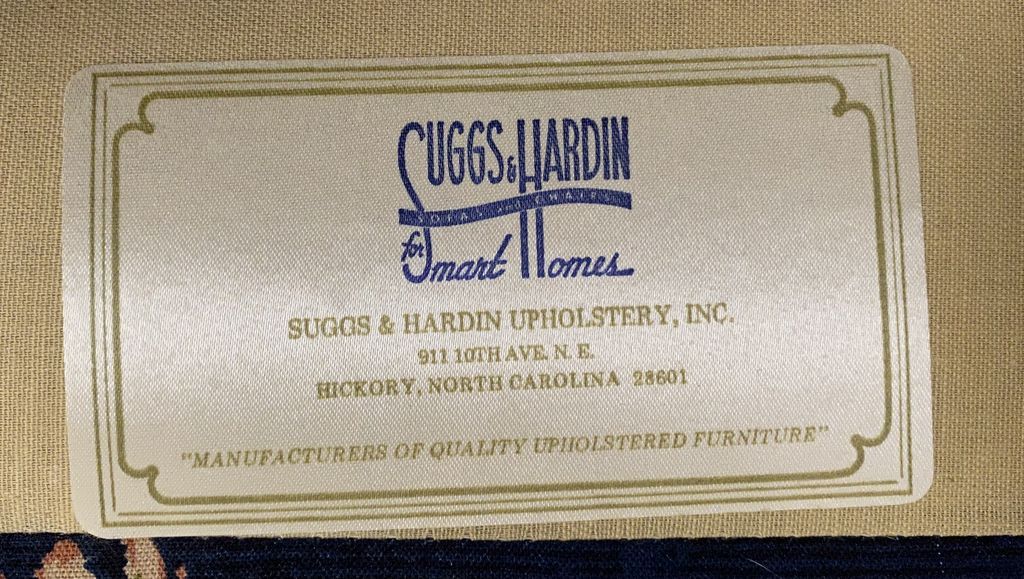 SUGGS & HARDIN
for Smart Homes
SUGGS & HARDIN UPHOLSTERY, INC.
911 10TH AVE. N. E.
HICKORY, NORTH CAROLINA 28601
"MANUFACTURERS OF QUALITY UPHOLSTERED FURNITURE"